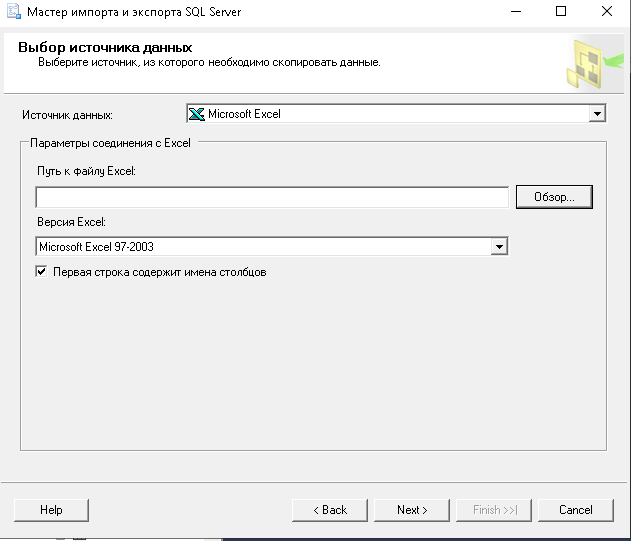 Мастер импорта и экспорта SQL Server
Выбор источника данных
Выберите источник, из которого необходимо скопировать данные.
Источник данных:
Microsoft Excel
Параметры соединения с Excel
Путь к файлу Excel:
Обзор...
Версия Excel:
Microsoft Excel 97-2003
Первая строка содержит имена столбцов
Help
< Back
Next >
Finish >>|
Cancel